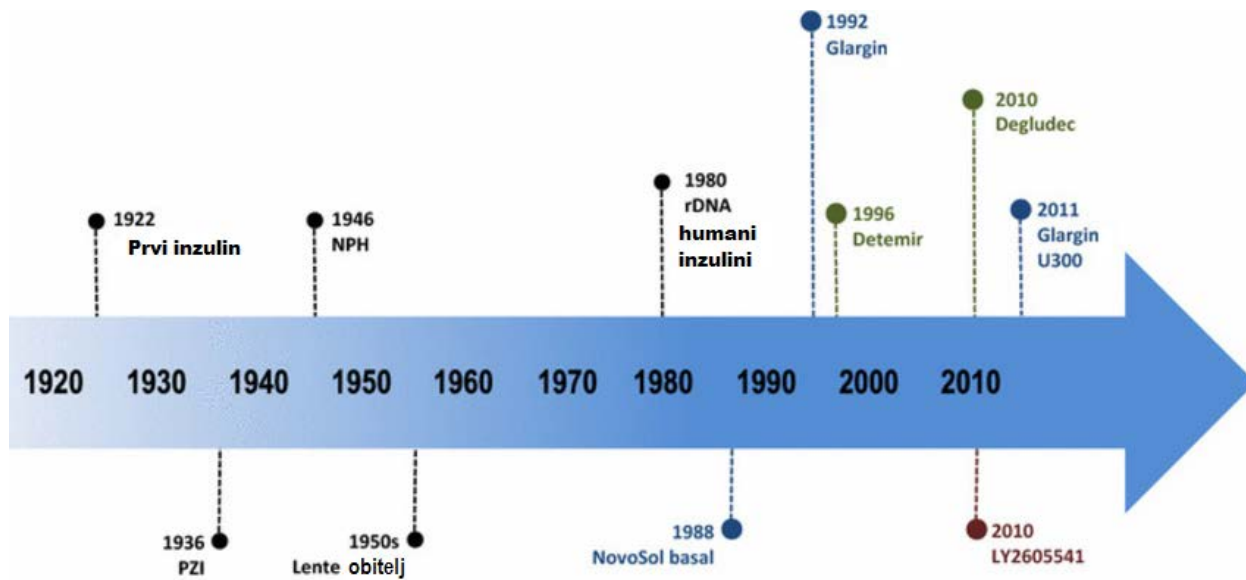 1992
Glargin
2010
Degludec
1980
rDNA
humani
inzulini
1922
Prvi inzulin
1946
NPH
1996
Detemir
2011
Glargin
U300
1920 1930 1940 1950 1960 1970 1980 1990 2000 2010
1936
PZI
1950s
Lente obitelj
1988
NovoSol basal
2010
LY2605541